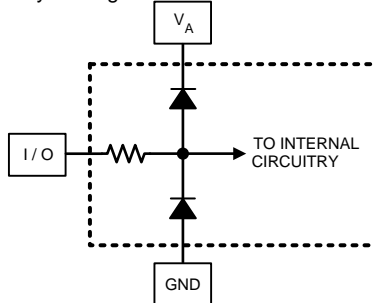 V_A
I / O
TO INTERNAL
CIRCUITRY
GND